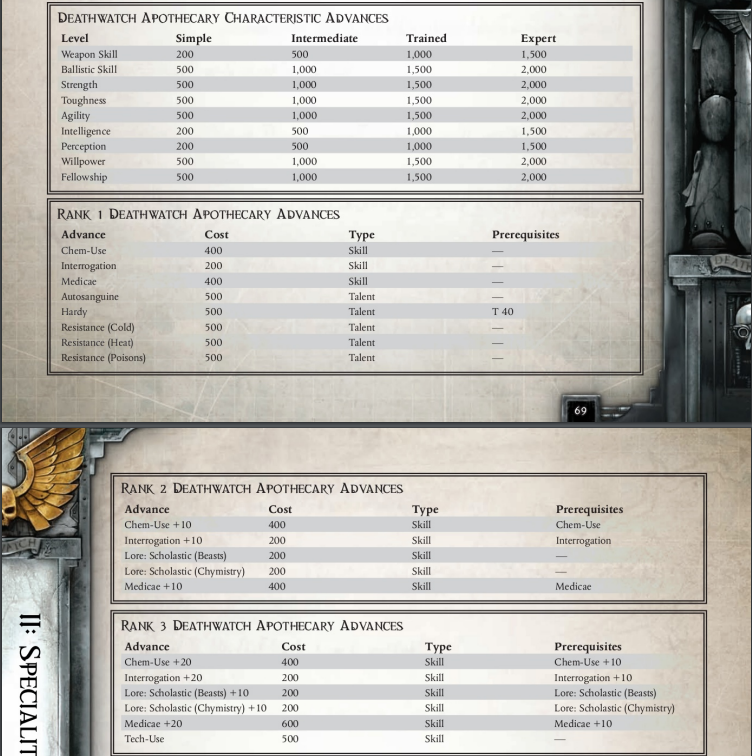 Deathwatch Apothecary Characteristic Advances
Level Simple Intermediate Trained Expert
Weapon Skill 200 500 1,000 1,500
Ballistic Skill 500 1,000 1,500 2,000
Strength 500 1,000 1,500 2,000
Toughness 500 1,000 1,500 2,000
Agility 500 1,000 1,500 2,000
Intelligence 200 500 1,000 1,500
Perception 200 500 1,000 1,500
Willpower 500 1,000 1,500 2,000
Fellowship 500 1,000 1,500 2,000
Rank 1 Deathwatch Apothecary Advances
Advance Cost Type Prerequisites
Chem-Use 400 Skill —
Interrogation 200 Skill —
Medicae 400 Skill —
Autosanguine 500 Talent —
Hardy 500 Talent T 40
Resistance (Cold) 500 Talent —
Resistance (Heat) 500 Talent —
Resistance (Poisons) 500 Talent —
69
Rank 2 Deathwatch Apothecary Advances
Advance Cost Type Prerequisites
Chem-Use +10 400 Skill Chem-Use
Interrogation +10 200 Skill Interrogation
Lore: Scholastic (Beasts) 200 Skill —
Lore: Scholastic (Chymistry) 200 Skill —
Medicae +10 400 Skill Medicae
Rank 3 Deathwatch Apothecary Advances
Advance Cost Type Prerequisites
Chem-Use +20 400 Skill Chem-Use +10
Interrogation +20 200 Skill Interrogation +10
Lore: Scholastic (Beasts) +10 200 Skill Lore: Scholastic (Beasts)
Lore: Scholastic (Chymistry) +10 200 Skill Lore: Scholastic (Chymistry)
Medicae +20 600 Skill Medicae +10
Tech-Use 500 Skill —
II: Specialit